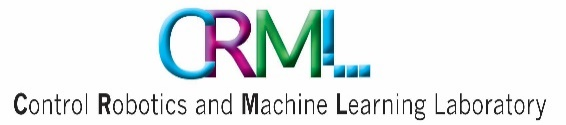 CRML...
Control Robotics and Machine Learning Laboratory